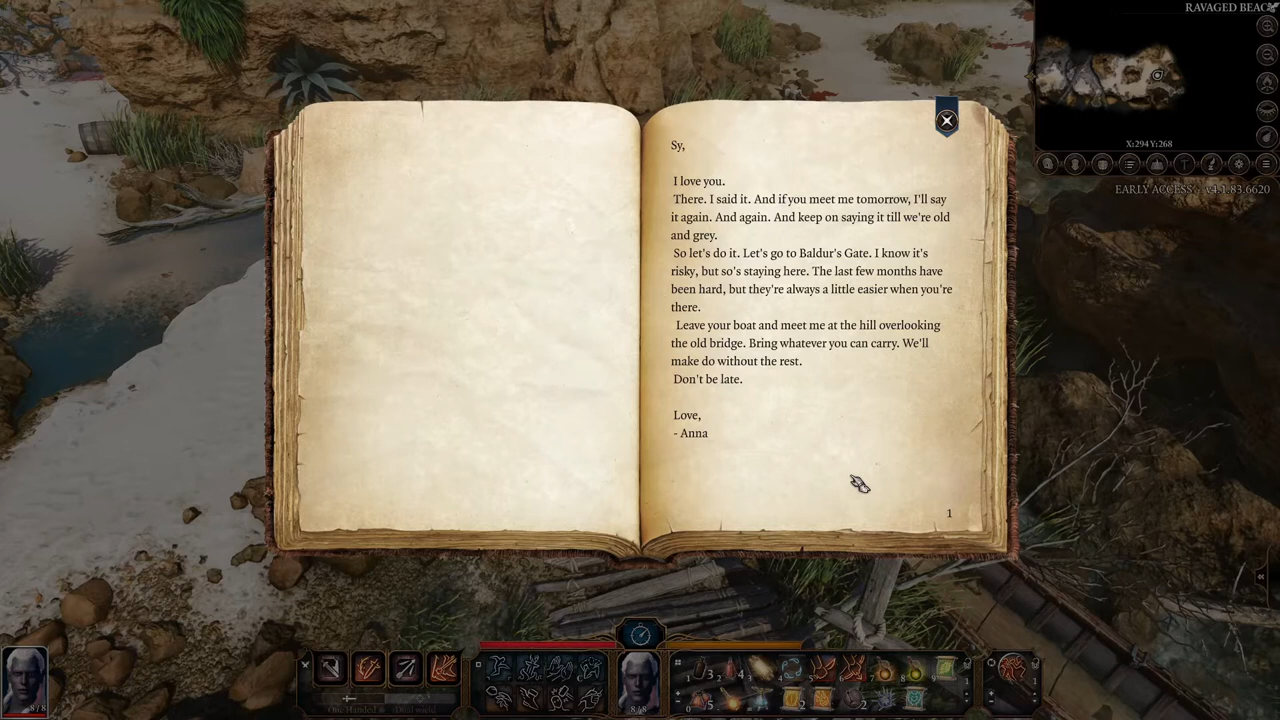 RAVAGED BEACH
X:294 Y:268
EARLY ACCESS - v4.1.83.6620
Sy,
I love you.
There. I said it. And if you meet me tomorrow, I'll say
it again. And again. And keep on saying it till we're old
and grey.
So let's do it. Let's go to Baldur's Gate. I know it's
risky, but so's staying here. The last few months have
been hard, but they're always a little easier when you're
there.
Leave your boat and meet me at the hill overlooking
the old bridge. Bring whatever you can carry. We'll
make do without the rest.
Don't be late.
Love,
- Anna
1
8/8
8/8